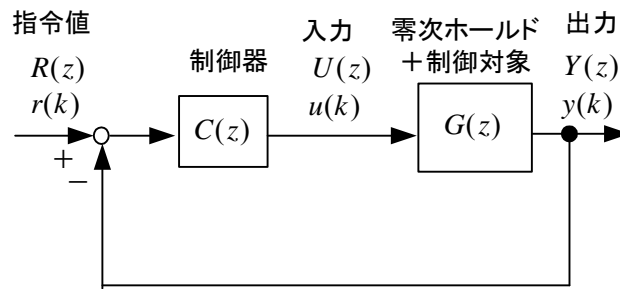 指令値
R(z)
r(k)
+
−
制御器
C(z)
入力
U(z)
u(k)
零次ホールド
+制御対象
G(z)
出力
Y(z)
y(k)